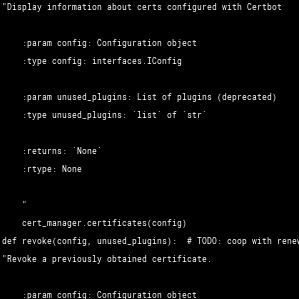 "Display information about certs configured with Certbot
:param config: Configuration object
:type config: interfaces.IConfig
:param unused_plugins: List of plugins (deprecated)
:type unused_plugins: `list` of `str`
:returns: `None`
:rtype: None
"
cert_manager.certificates(config)
def revoke(config, unused_plugins):  # TODO: coop with renew
"Revoke a previously obtained certificate.
:param config: Configuration object